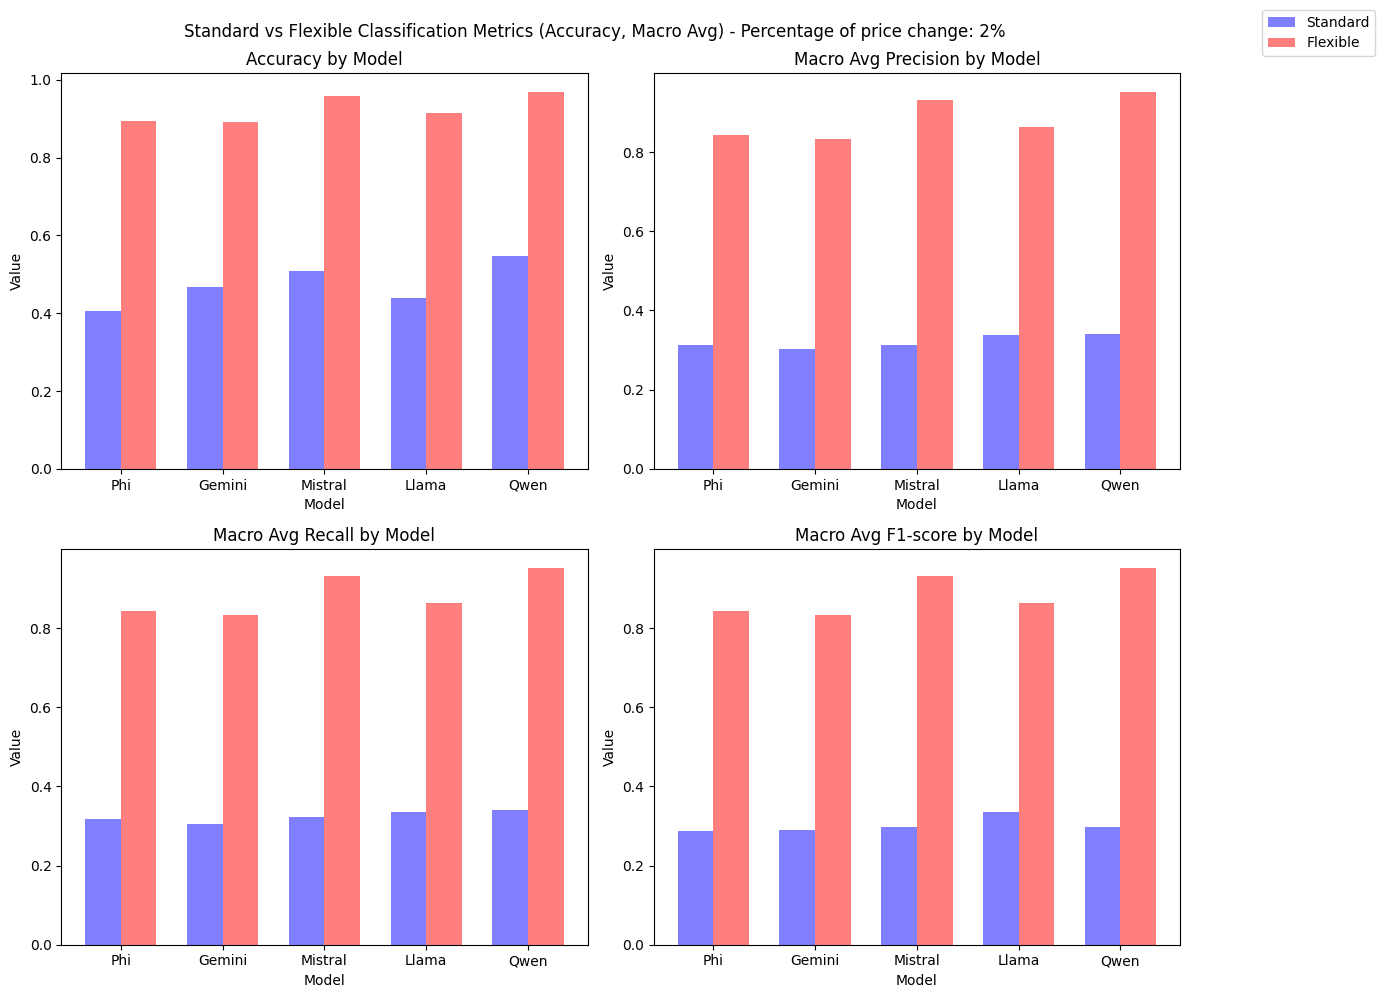 Standard vs Flexible Classification Metrics (Accuracy, Macro Avg) - Percentage of price change: 2%
Standard
Flexible
Accuracy by Model
1.0
0.8
0.6
0.4
0.2
0.0
Value
Phi Gemini Mistral Llama Qwen
Model
Macro Avg Precision by Model
0.8
0.6
0.4
0.2
0.0
Value
Phi Gemini Mistral Llama Qwen
Model
Macro Avg Recall by Model
0.8
0.6
0.4
0.2
0.0
Value
Phi Gemini Mistral Llama Qwen
Model
Macro Avg F1-score by Model
0.8
0.6
0.4
0.2
0.0
Value
Phi Gemini Mistral Llama Qwen
Model